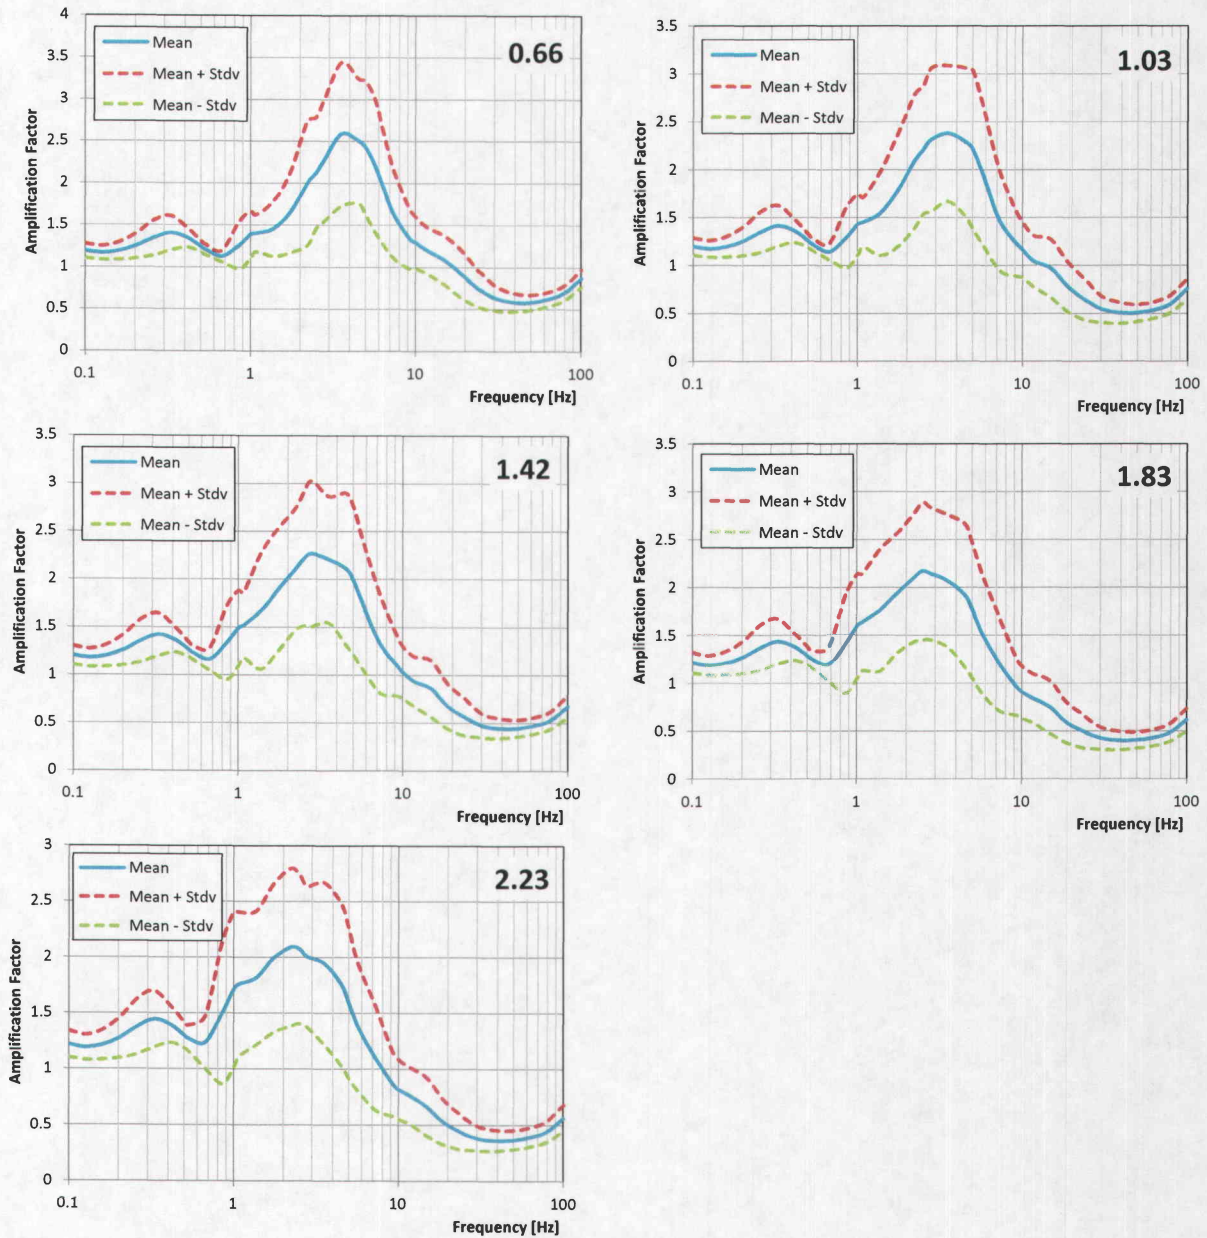 4
3.5
3
2.5
2
1.5
1
0.5
0
Amplification Factor
Mean
Mean + Stdv
Mean - Stdv
0.66
0.1
1
10
100
Frequency [Hz]
3.5
3
2.5
2
1.5
1
0.5
0
Amplification Factor
Mean
Mean + Stdv
Mean - Stdv
1.03
0.1
1
10
100
Frequency [Hz]
3.5
3
2.5
2
1.5
1
0.5
0
Amplification Factor
Mean
Mean + Stdv
Mean - Stdv
1.42
0.1
1
10
100
Frequency [Hz]
3.5
3
2.5
2
1.5
1
0.5
0
Amplification Factor
Mean
Mean + Stdv
Mean - Stdv
1.83
0.1
1
10
100
Frequency [Hz]
3
2.5
2
1.5
1
0.5
0
Amplification Factor
Mean
Mean + Stdv
Mean - Stdv
2.23
0.1
1
10
100
Frequency [Hz]